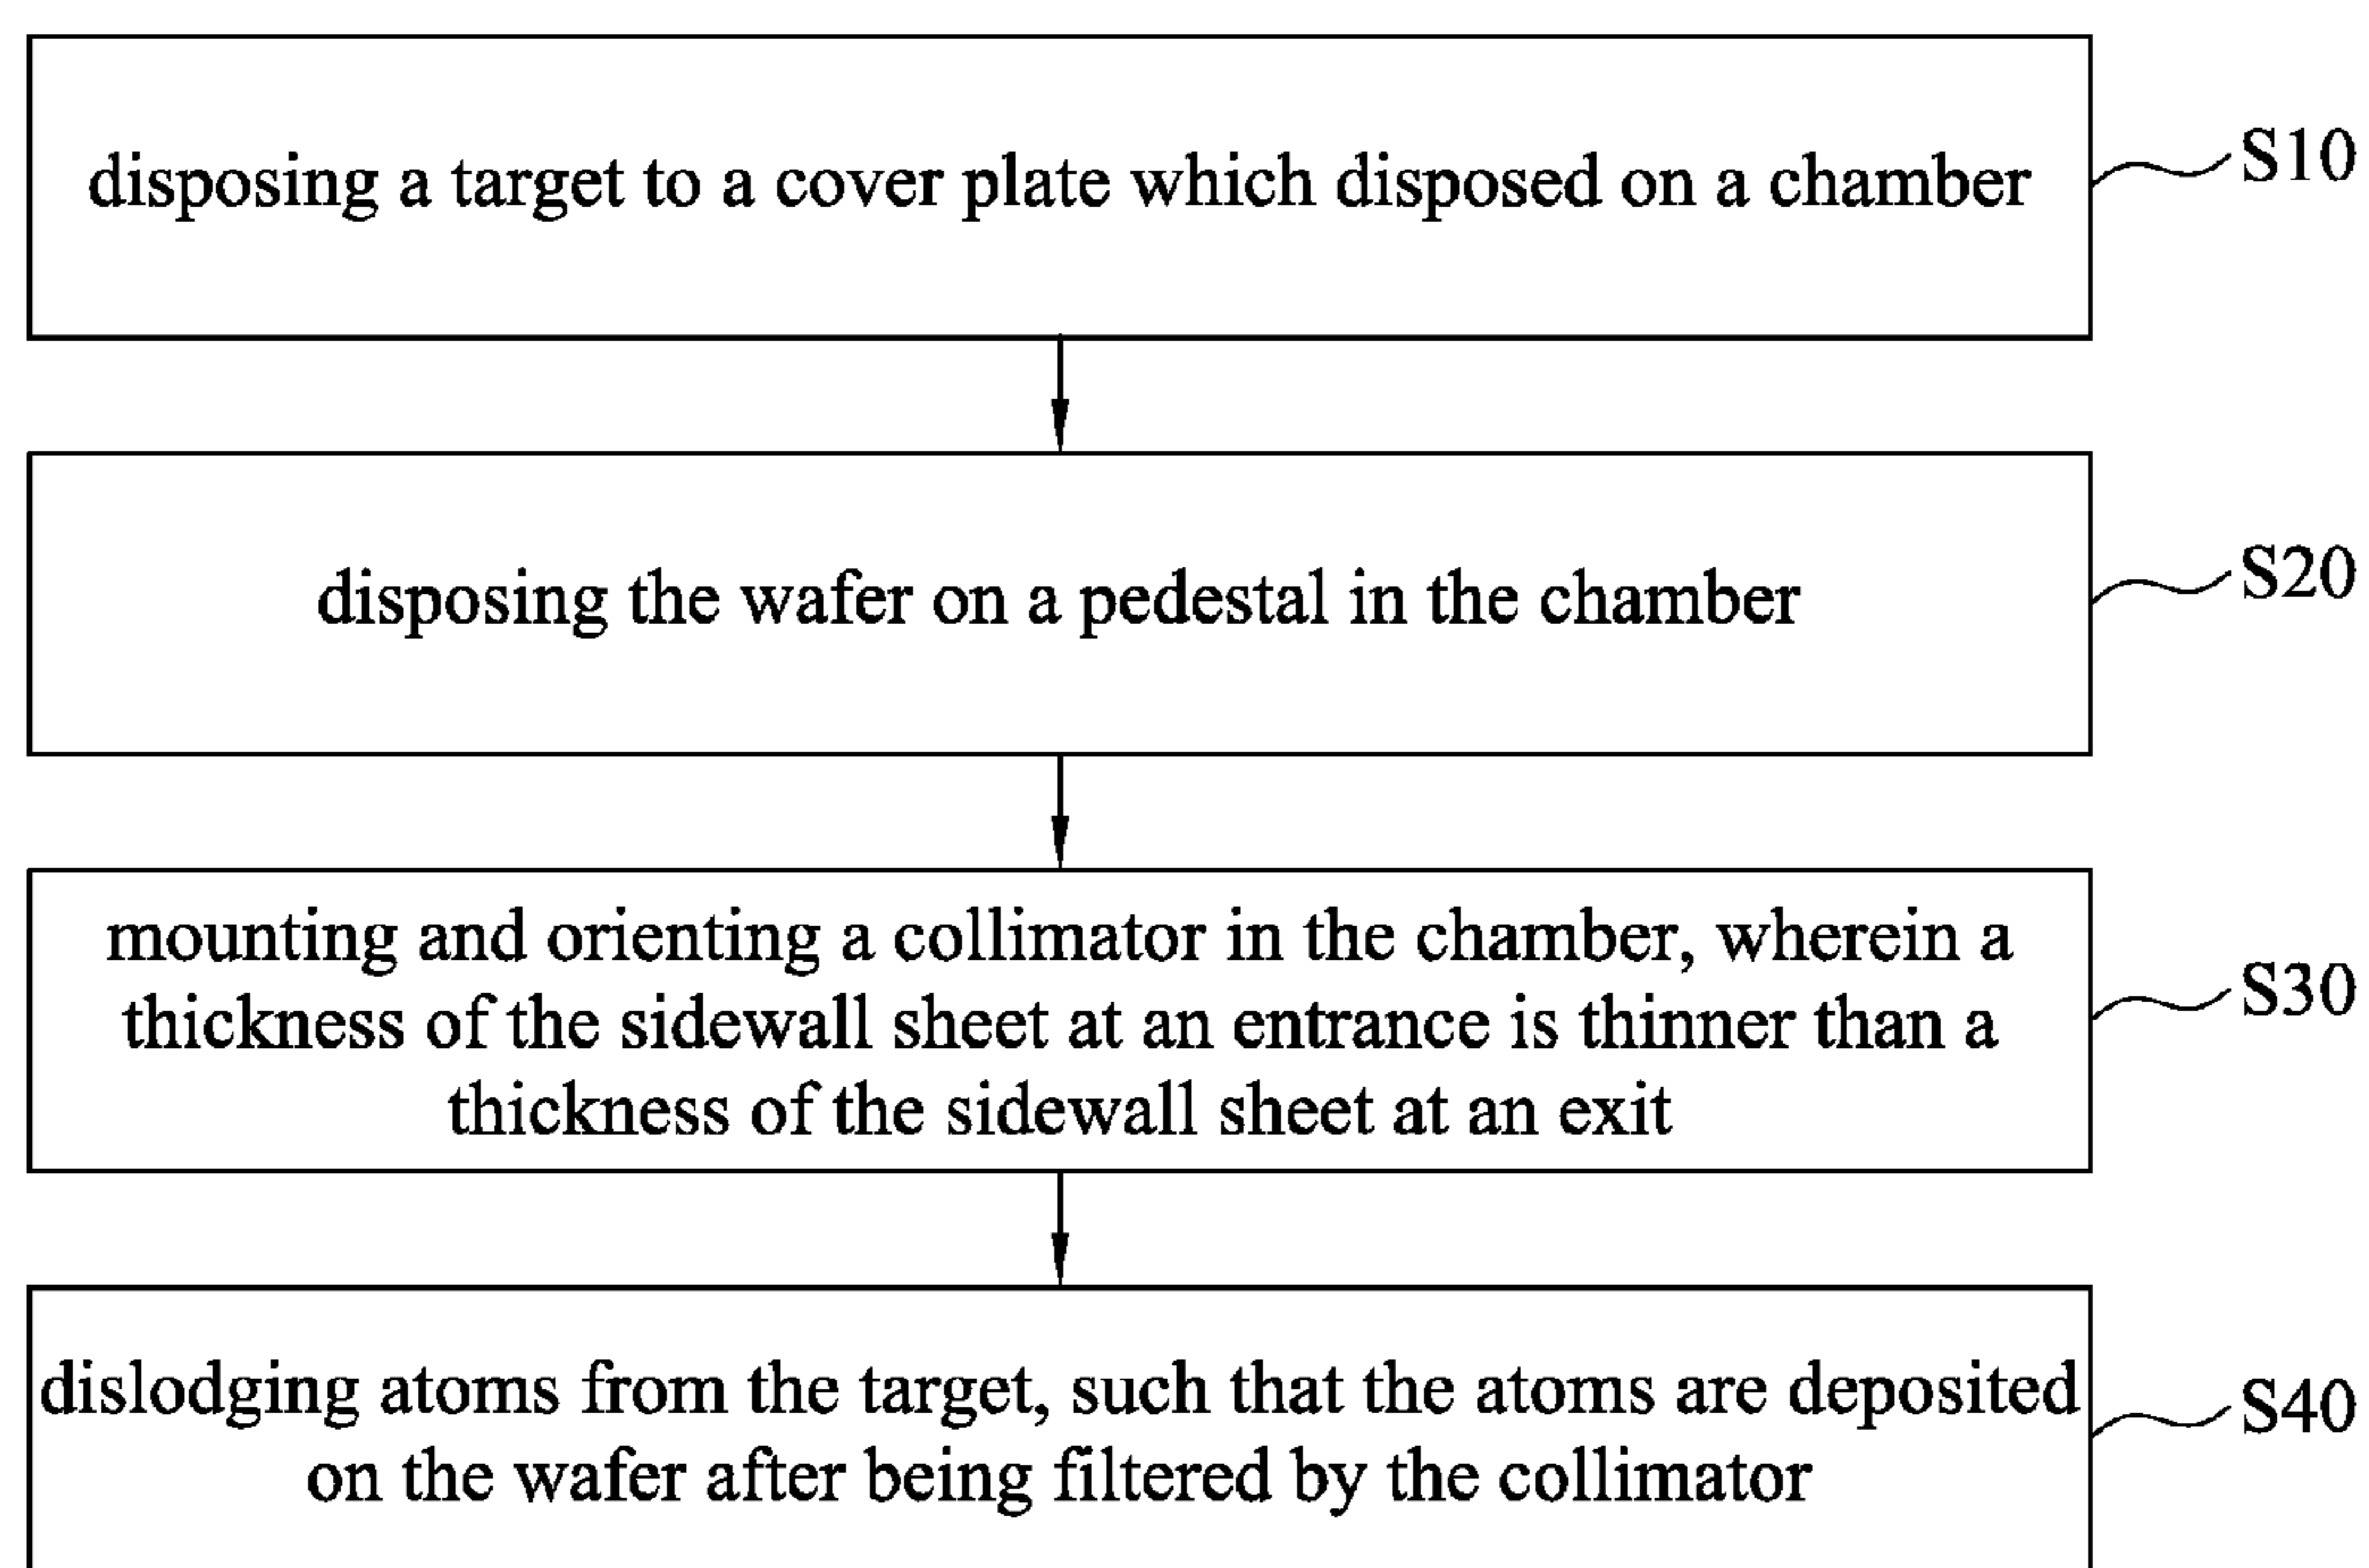 disposing a target to a cover plate which disposed on a chamber
S10
disposing the wafer on a pedestal in the chamber
S20
mounting and orienting a collimator in the chamber, wherein a
thickness of the sidewall sheet at an entrance is thinner than a
thickness of the sidewall sheet at an exit
S30
dislodging atoms from the target, such that the atoms are deposited
on the wafer after being filtered by the collimator
S40